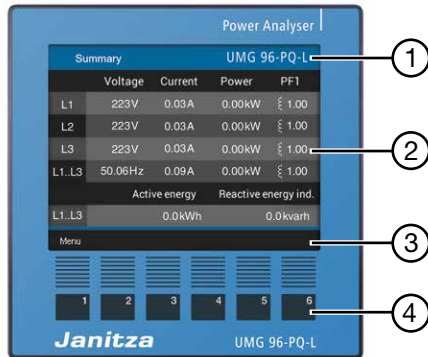 Power Analyser
Summary UMG 96-PQ-L
Voltage Current Power PF1
L1 223V 0.03A 0.00kW 1.00
L2 223V 0.03A 0.00kW 1.00
L3 223V 0.03A 0.00kW 1.00
L1..L3 50.06Hz 0.09A 0.00kW 1.00
Active energy Reactive energy ind.
L1..L3 0.0kWh 0.0kvarh
Menu
1 2 3 4 5 6
Janitza UMG 96-PQ-L
1
2
3
4